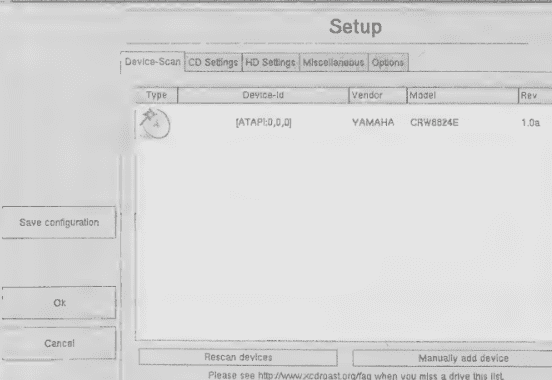 Setup
Device-Scan CD Settings HD Settings Miscellaneous Options
Type Device-Id Vendor Model Rev
[ATAPI:0,0,0] YAMAHA CRW8824E 1.0a
Save configuration
Ok
Cancel
Rescan devices Manually add device
Please see http://www.xcdroast.org/faq when you miss a drive this list.